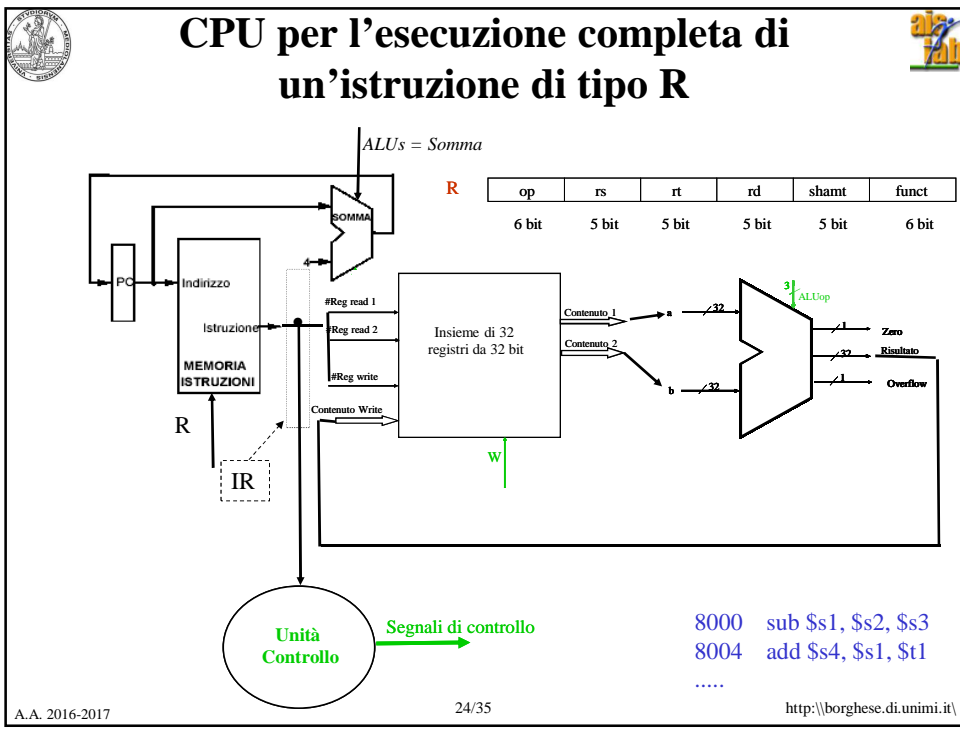 CPU per l'esecuzione completa di
un'istruzione di tipo R
ais
lab
ALUs = Somma
R
op rs rt rd shamt funct
6 bit 5 bit 5 bit 5 bit 5 bit 6 bit
SOMMA
4
PC
Indirizzo
Istruzione
MEMORIA
ISTRUZIONI
R
IR
#Reg read 1
#Reg read 2
#Reg write
Contenuto Write
Insieme di 32
registri da 32 bit
W
Contenuto 1
Contenuto 2
a
32
b
32
3
ALUop
1
Zero
32
Risultato
1
Overflow
Unità
Controllo
Segnali di controllo
8000 sub $s1, $s2, $s3
8004 add $s4, $s1, $t1
.....
A.A. 2016-2017
24/35
http:\\borghese.di.unimi.it\